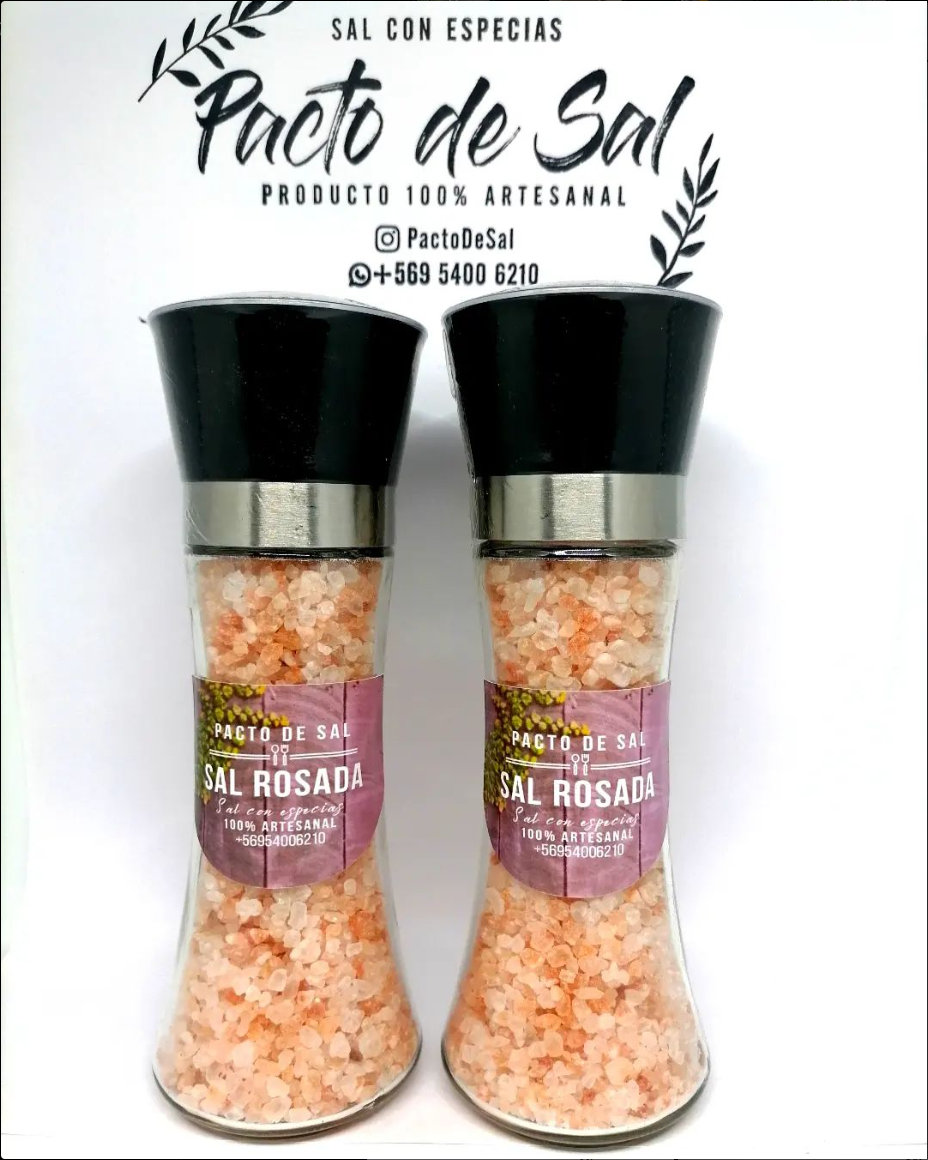 SAL CON ESPECIAS
Pacto de Sal
PRODUCTO 100% ARTESANAL
PactoDeSal
+569 5400 6210
PACTO DE SAL
SAL ROSADA
Sal con especias
100% ARTESANAL
+56954006210
PACTO DE SAL
SAL ROSADA
Sal con especias
100% ARTESANAL
+56954006210